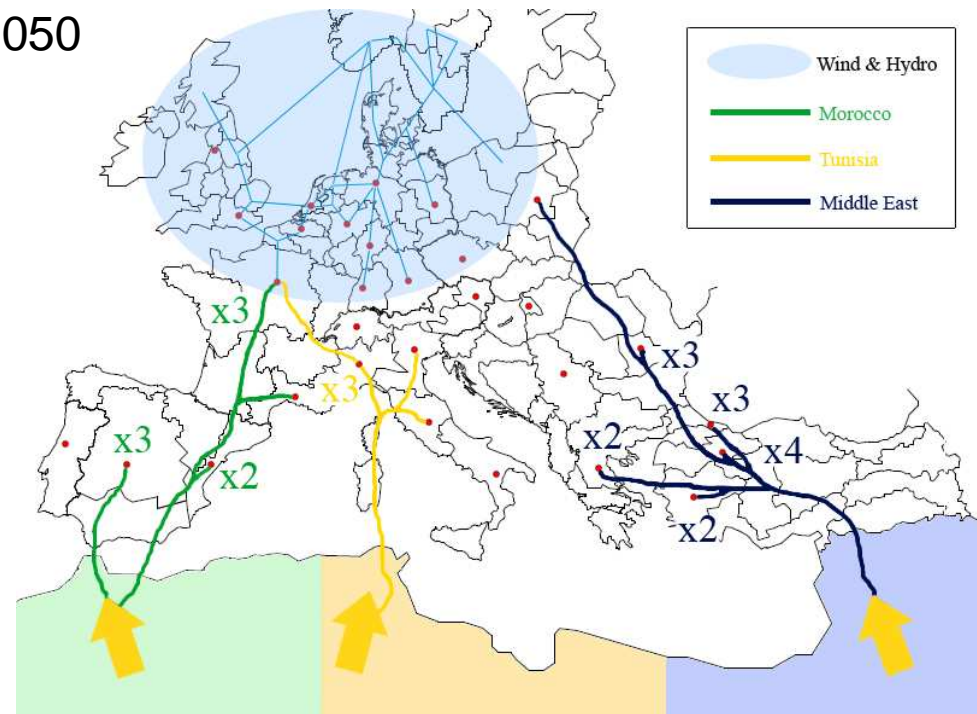 050
Wind & Hydro
Morocco
Tunisia
Middle East
x3
x3
x3
x3
x3
x2
x2
x4
x2